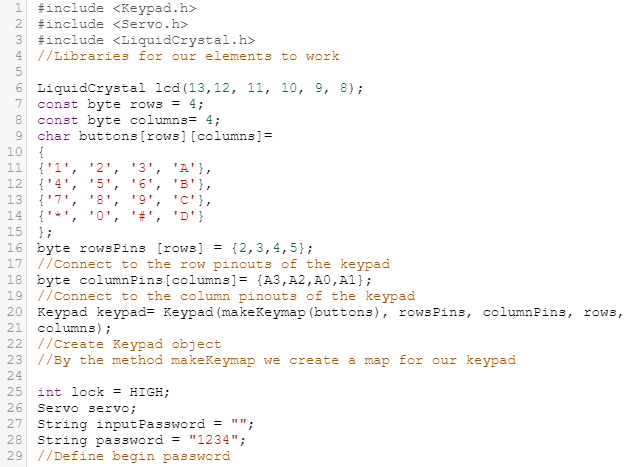 1 #include <Keypad.h>
2 #include <Servo.h>
3 #include <LiquidCrystal.h>
4 //Libraries for our elements to work
5
6 LiquidCrystal lcd(13,12, 11, 10, 9, 8);
7 const byte rows = 4;
8 const byte columns= 4;
9 char buttons[rows][columns]=
10 {
11 {'1', '2', '3', 'A'},
12 {'4', '5', '6', 'B'},
13 {'7', '8', '9', 'C'},
14 {'*', '0', '#', 'D'}
15 };
16 byte rowsPins [rows] = {2,3,4,5};
17 //Connect to the row pinouts of the keypad
18 byte columnPins[columns]= {A3,A2,A0,A1};
19 //Connect to the column pinouts of the keypad
20 Keypad keypad= Keypad(makeKeymap(buttons), rowsPins, columnPins, rows,
21 columns);
22 //Create Keypad object
23 //By the method makeKeymap we create a map for our keypad
24
25 int lock = HIGH;
26 Servo servo;
27 String inputPassword = "";
28 String password = "1234";
29 //Define begin password